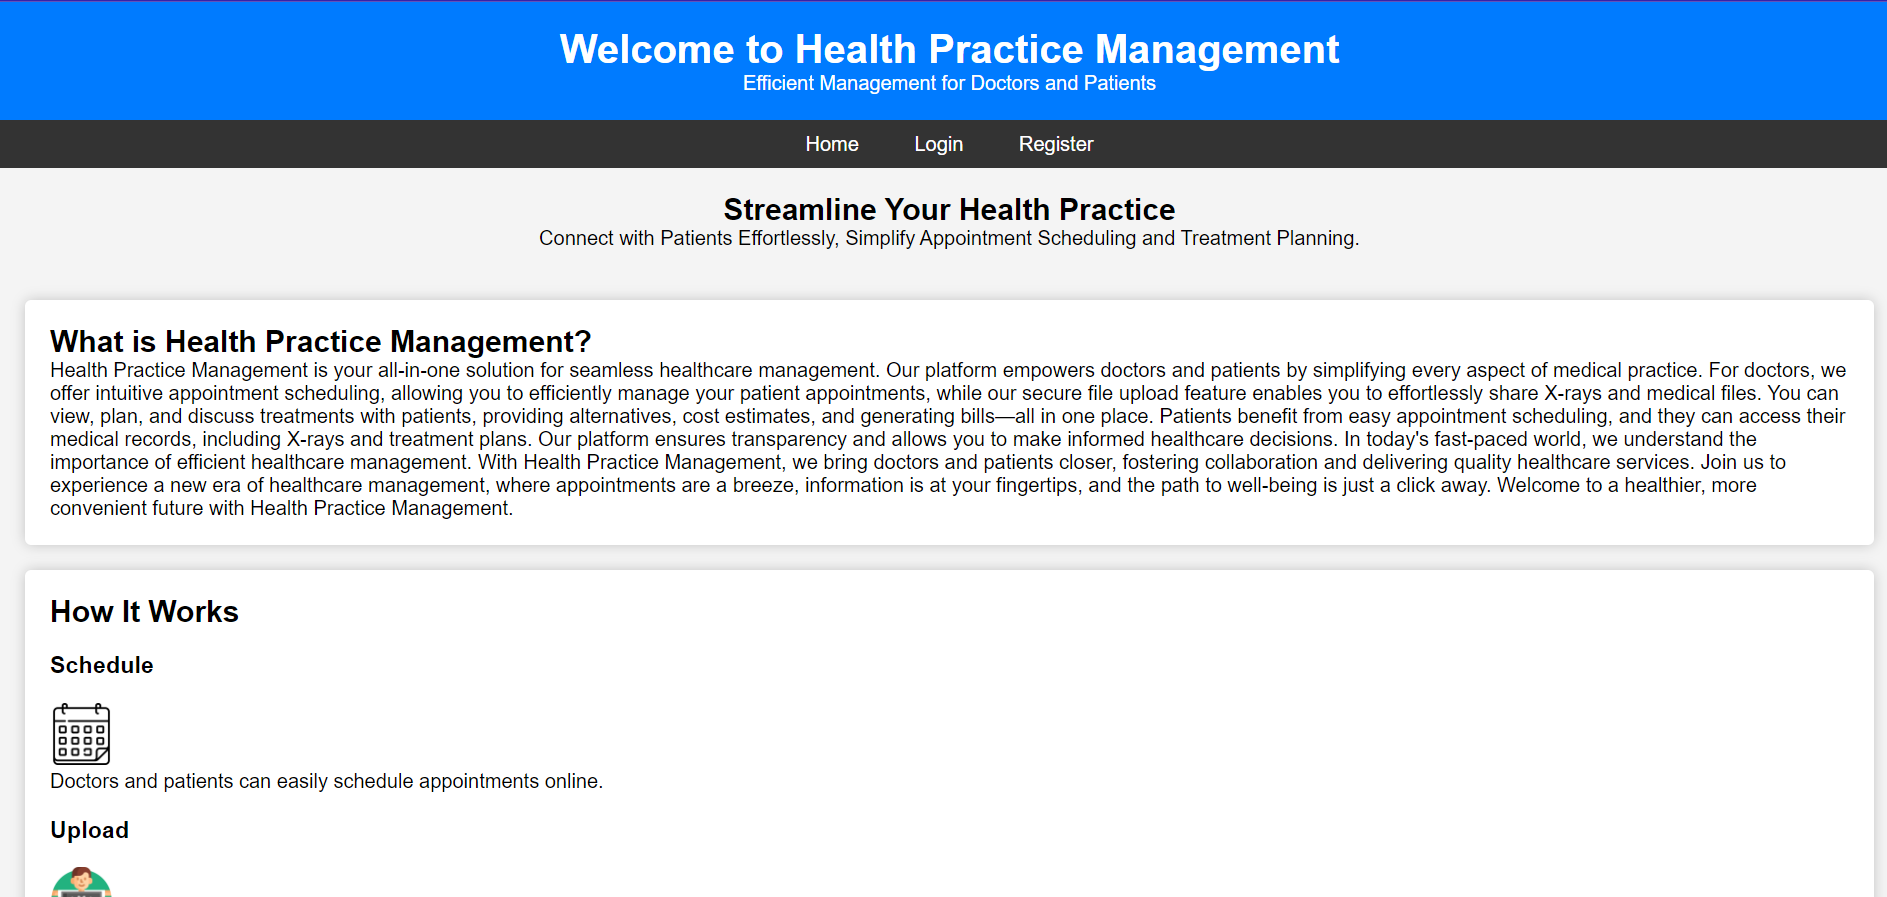 Welcome to Health Practice Management
Efficient Management for Doctors and Patients
Home Login Register
Streamline Your Health Practice
Connect with Patients Effortlessly, Simplify Appointment Scheduling and Treatment Planning.
What is Health Practice Management?
Health Practice Management is your all-in-one solution for seamless healthcare management. Our platform empowers doctors and patients by simplifying every aspect of medical practice. For doctors, we
offer intuitive appointment scheduling, allowing you to efficiently manage your patient appointments, while our secure file upload feature enables you to effortlessly share X-rays and medical files. You can
view, plan, and discuss treatments with patients, providing alternatives, cost estimates, and generating bills—all in one place. Patients benefit from easy appointment scheduling, and they can access their
medical records, including X-rays and treatment plans. Our platform ensures transparency and allows you to make informed healthcare decisions. In today's fast-paced world, we understand the
importance of efficient healthcare management. With Health Practice Management, we bring doctors and patients closer, fostering collaboration and delivering quality healthcare services. Join us to
experience a new era of healthcare management, where appointments are a breeze, information is at your fingertips, and the path to well-being is just a click away. Welcome to a healthier, more
convenient future with Health Practice Management.
How It Works
Schedule
Doctors and patients can easily schedule appointments online.
Upload